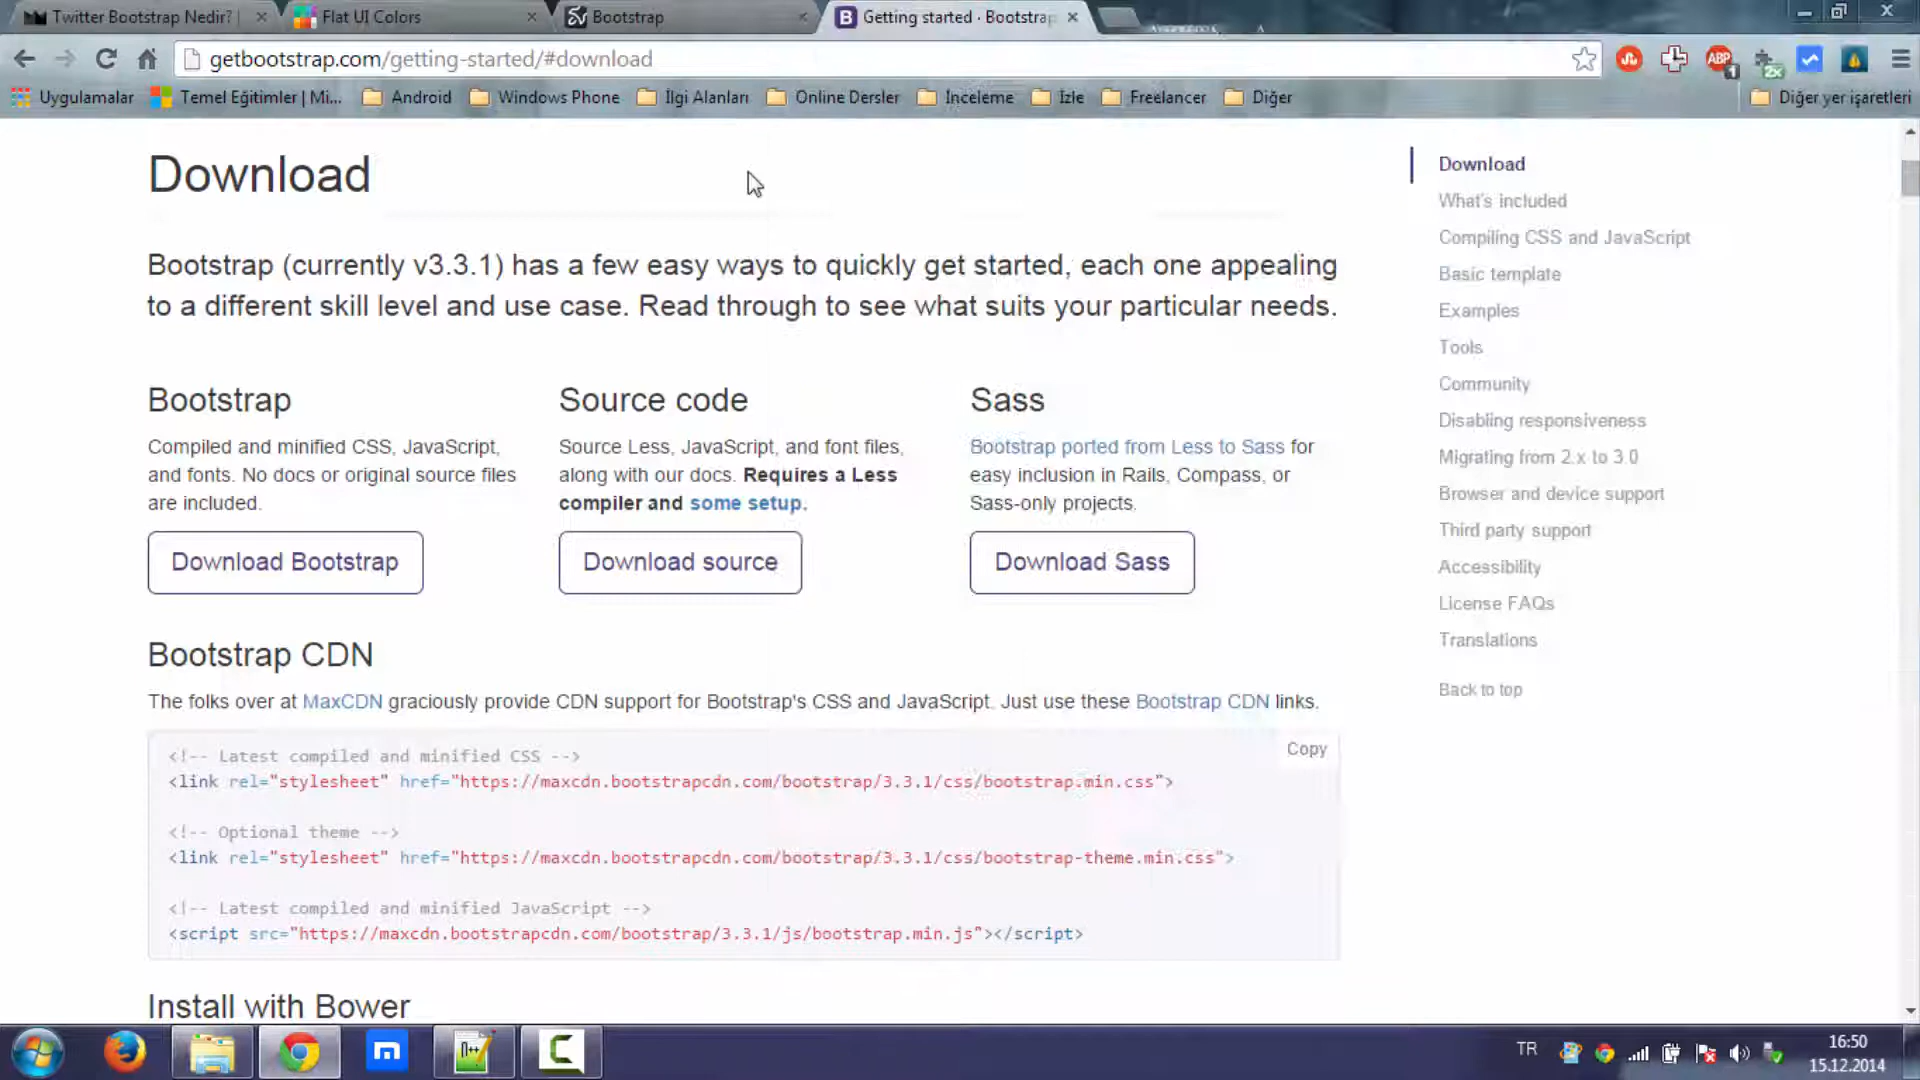 Twitter Bootstrap Nedir? |
Flat UI Colors
Bootstrap
Getting started · Bootstrap
getbootstrap.com/getting-started/#download
ABP
1
2x
Uygulamalar
Temel Eğitimler | Mi...
Android
Windows Phone
İlgi Alanları
Online Dersler
İnceleme
İzle
Freelancer
Diğer
Diğer yer işaretleri
Download
Bootstrap (currently v3.3.1) has a few easy ways to quickly get started, each one appealing
to a different skill level and use case. Read through to see what suits your particular needs.
Bootstrap
Compiled and minified CSS, JavaScript,
and fonts. No docs or original source files
are included.
Download Bootstrap
Source code
Source Less, JavaScript, and font files,
along with our docs. Requires a Less
compiler and some setup.
Download source
Sass
Bootstrap ported from Less to Sass for
easy inclusion in Rails, Compass, or
Sass-only projects.
Download Sass
Bootstrap CDN
The folks over at MaxCDN graciously provide CDN support for Bootstrap's CSS and JavaScript. Just use these Bootstrap CDN links.
Copy
<!-- Latest compiled and minified CSS -->
<link rel="stylesheet" href="https://maxcdn.bootstrapcdn.com/bootstrap/3.3.1/css/bootstrap.min.css">
<!-- Optional theme -->
<link rel="stylesheet" href="https://maxcdn.bootstrapcdn.com/bootstrap/3.3.1/css/bootstrap-theme.min.css">
<!-- Latest compiled and minified JavaScript -->
<script src="https://maxcdn.bootstrapcdn.com/bootstrap/3.3.1/js/bootstrap.min.js"></script>
Install with Bower
Download
What's included
Compiling CSS and JavaScript
Basic template
Examples
Tools
Community
Disabling responsiveness
Migrating from 2.x to 3.0
Browser and device support
Third party support
Accessibility
License FAQs
Translations
Back to top
TR
16:50
15.12.2014